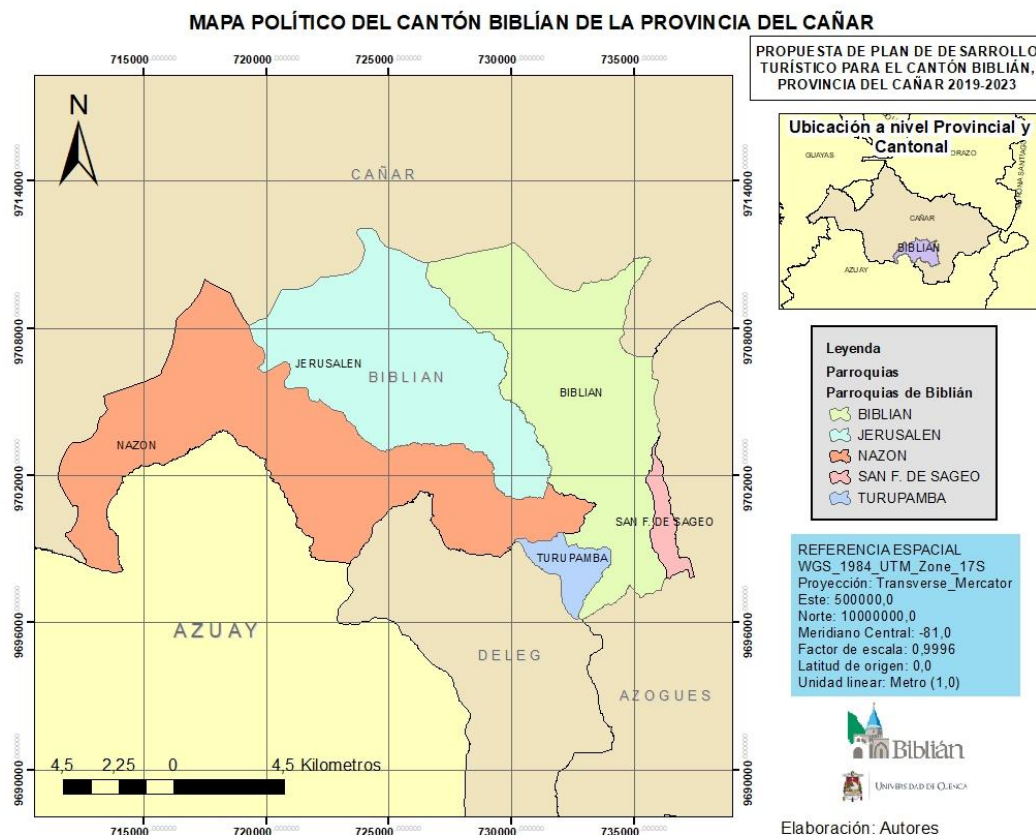 MAPA POLÍTICO DEL CANTÓN BIBLÍAN DE LA PROVINCIA DEL CAÑAR
PROPUESTA DE PLAN DE DESARROLLO
TURÍSTICO PARA EL CANTÓN BIBLIÁN,
PROVINCIA DEL CAÑAR 2019-2023
715000 720000 725000 730000 735000
N
9714000
9708000
9702000
9696000
9690000
9714000
9708000
9702000
9696000
9690000
CAÑAR
JERUSALEN
BIBLIAN
BIBLIAN
NAZON
SAN F. DE SAGEO
TURUPAMBA
AZUAY
DELEG
AZOGUES
4,5 2,25 0 4,5 Kilometros
715000 720000 725000 730000 735000
Ubicación a nivel Provincial y
Cantonal
GUAYAS
ORAZO
CAÑAR
BIBLIAN
AZUAY
Leyenda
Parroquias
Parroquias de Biblián
BIBLIAN
JERUSALEN
NAZON
SAN F. DE SAGEO
TURUPAMBA
REFERENCIA ESPACIAL
WGS_1984_UTM_Zone_17S
Proyección: Transverse_Mercator
Este: 500000,0
Norte: 10000000,0
Meridiano Central: -81,0
Factor de escala: 0,9996
Latitud de origen: 0,0
Unidad linear: Metro (1,0)
Biblián
UNIVERSIDAD DE CUENCA
Elaboración: Autores